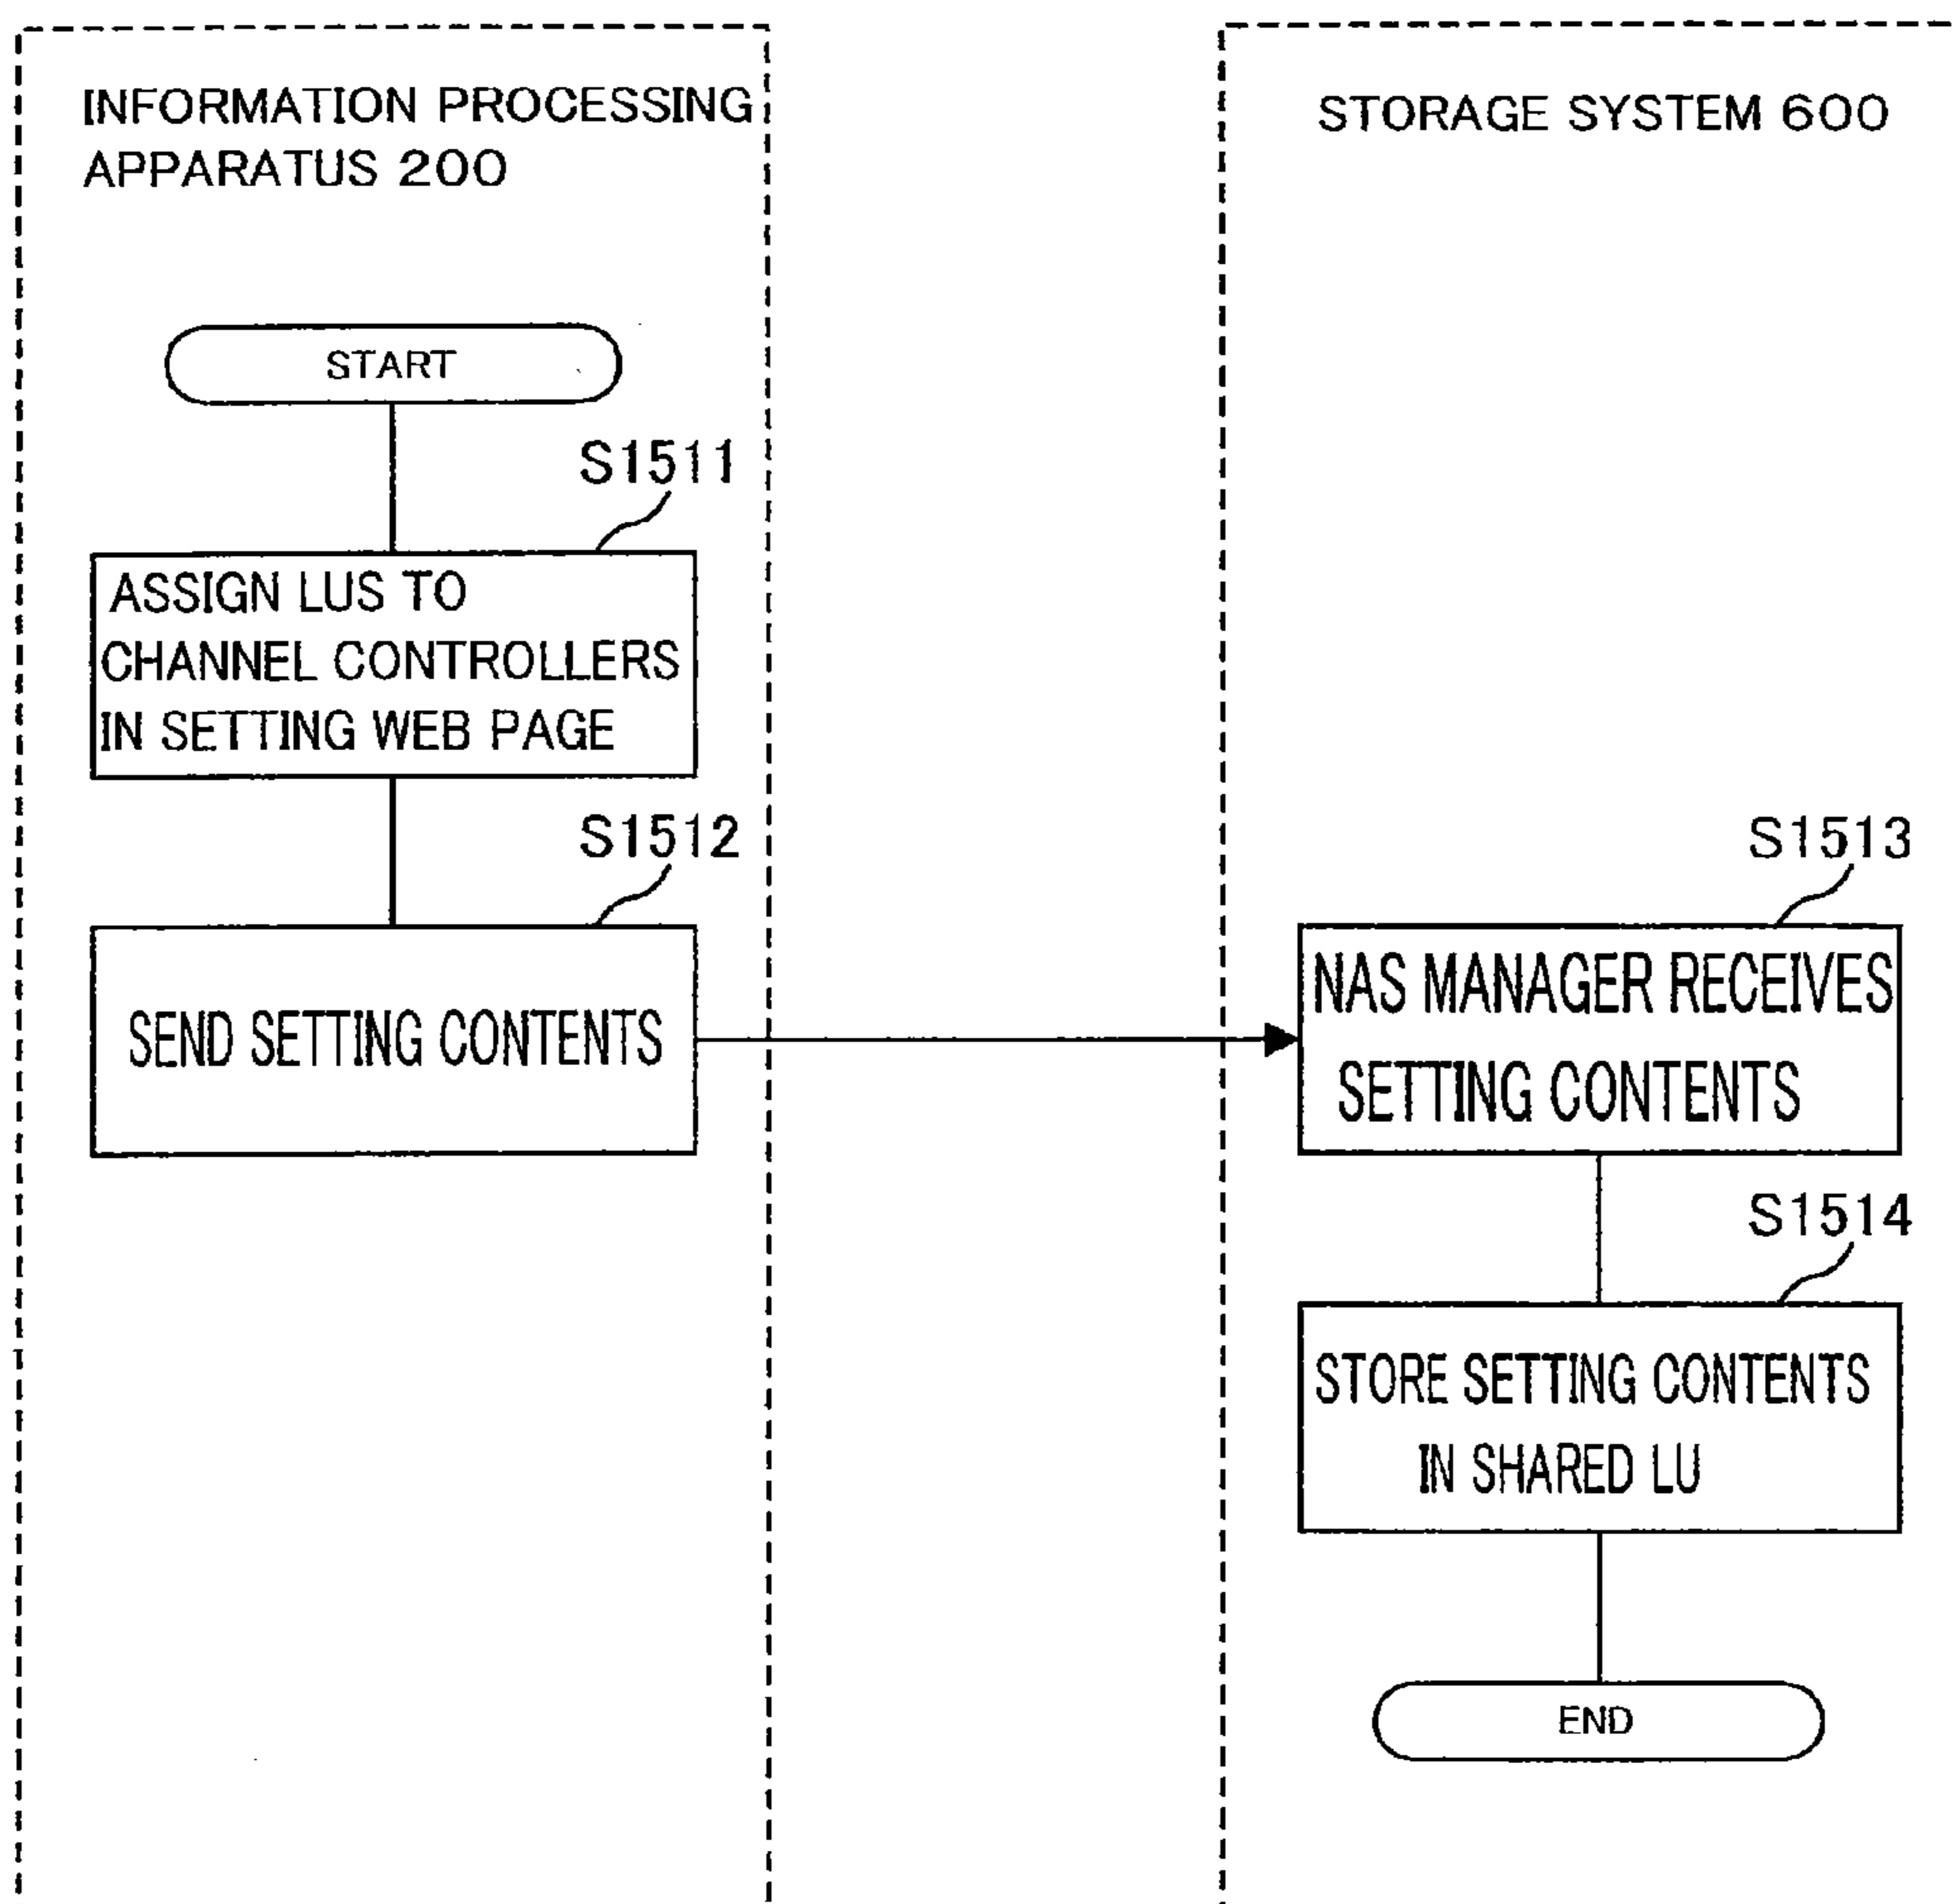 INFORMATION PROCESSING
APPARATUS 200
START
S1511
ASSIGN LUS TO
CHANNEL CONTROLLERS
IN SETTING WEB PAGE
S1512
SEND SETTING CONTENTS
STORAGE SYSTEM 600
S1513
NAS MANAGER RECEIVES
SETTING CONTENTS
S1514
STORE SETTING CONTENTS
IN SHARED LU
END